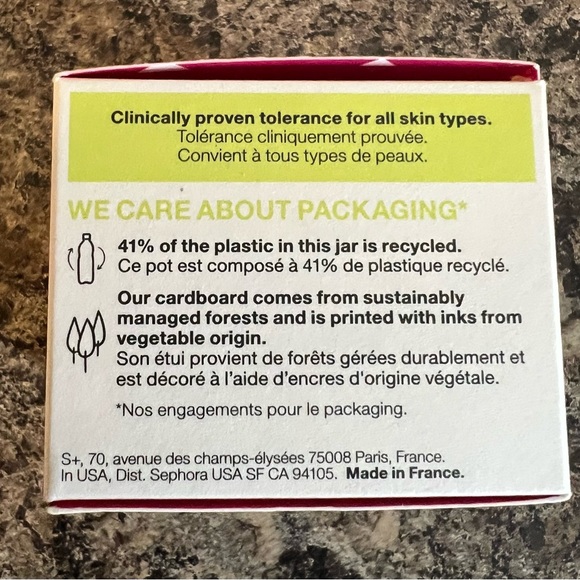 Clinically proven tolerance for all skin types.
Tolérance cliniquement prouvée.
Convient à tous types de peaux.
WE CARE ABOUT PACKAGING*
41% of the plastic in this jar is recycled.
Ce pot est composé à 41% de plastique recyclé.
Our cardboard comes from sustainably
managed forests and is printed with inks from
vegetable origin.
Son étui provient de forêts gérées durablement et
est décoré à l'aide d'encres d'origine végétale.
*Nos engagements pour le packaging.
S+, 70, avenue des champs-élysées 75008 Paris, France.
In USA, Dist. Sephora USA SF CA 94105. Made in France.